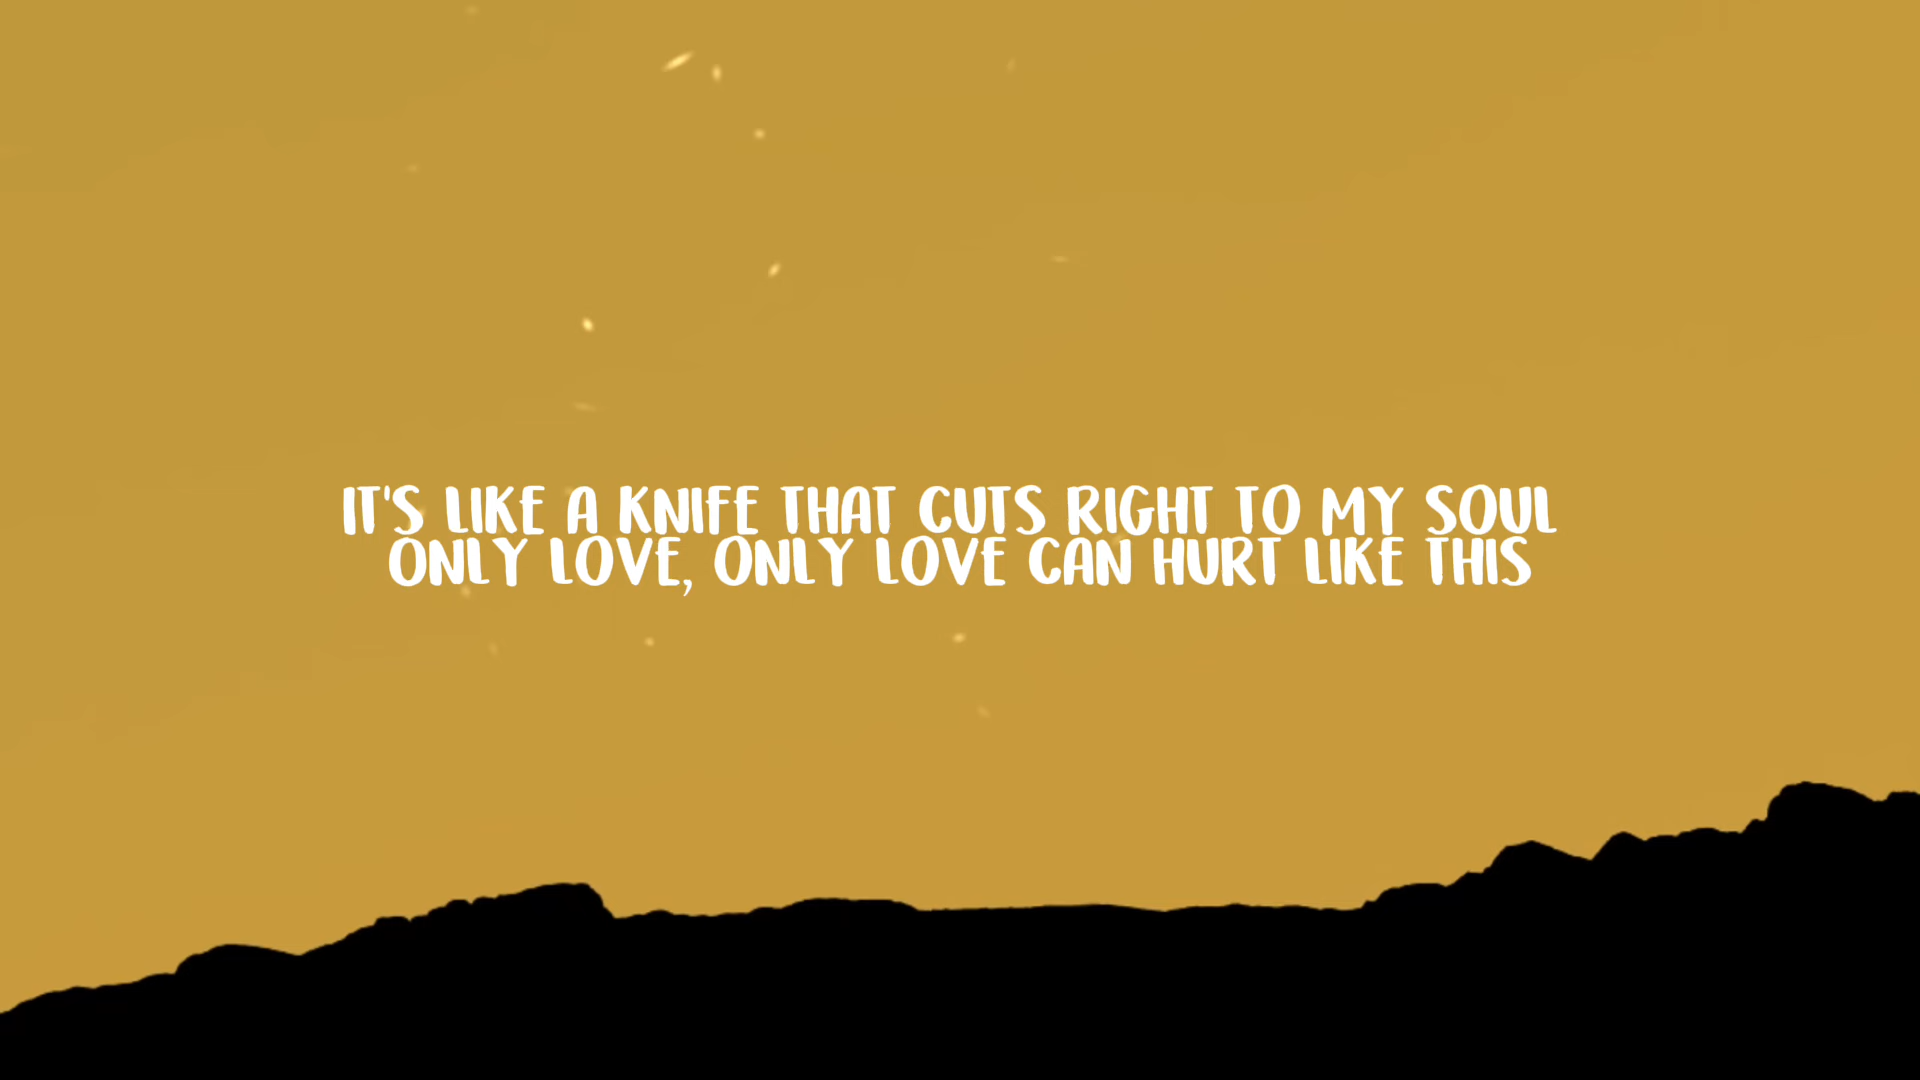 IT'S LIKE A KNIFE THAT CUTS RIGHT TO MY SOUL
ONLY LOVE, ONLY LOVE CAN HURT LIKE THIS